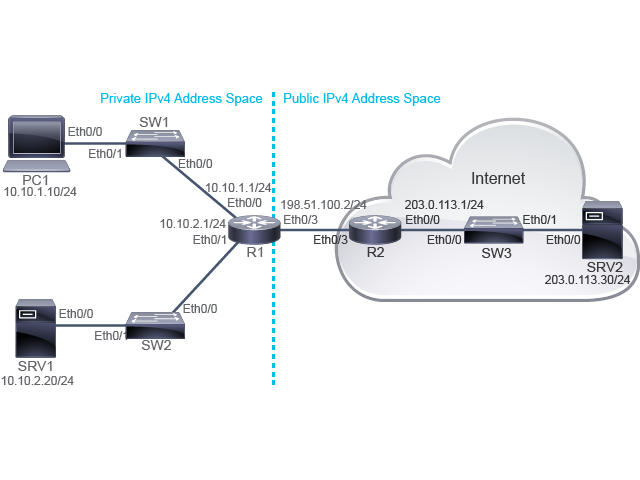 Private IPv4 Address Space
Public IPv4 Address Space
SW1
Eth0/0
Eth0/1
Eth0/0
PC1
10.10.1.10/24
10.10.1.1/24
Eth0/0
10.10.2.1/24
Eth0/1
R1
198.51.100.2/24
Eth0/3
Eth0/3
R2
Internet
203.0.113.1/24
Eth0/0
Eth0/0
SW3
Eth0/1
Eth0/0
SRV2
203.0.113.30/24
Eth0/0
Eth0/0
Eth0/1
SW2
SRV1
10.10.2.20/24